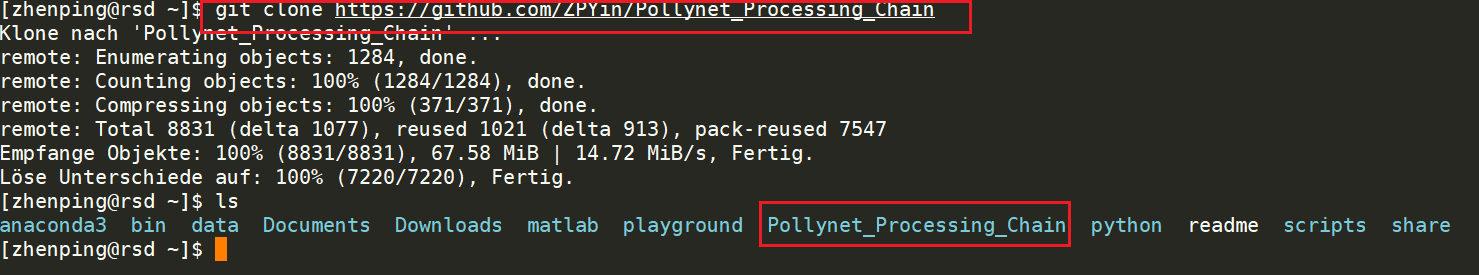 [zhenping@rsd ~]$ git clone https://github.com/ZPYin/Pollynet_Processing_Chain
Klone nach 'Pollynet_Processing_Chain' ...
remote: Enumerating objects: 1284, done.
remote: Counting objects: 100% (1284/1284), done.
remote: Compressing objects: 100% (371/371), done.
remote: Total 8831 (delta 1077), reused 1021 (delta 913), pack-reused 7547
Empfange Objekte: 100% (8831/8831), 67.58 MiB | 14.72 MiB/s, Fertig.
Löse Unterschiede auf: 100% (7220/7220), Fertig.
[zhenping@rsd ~]$ ls
anaconda3 bin data Documents Downloads matlab playground Pollynet_Processing_Chain python readme scripts share
[zhenping@rsd ~]$